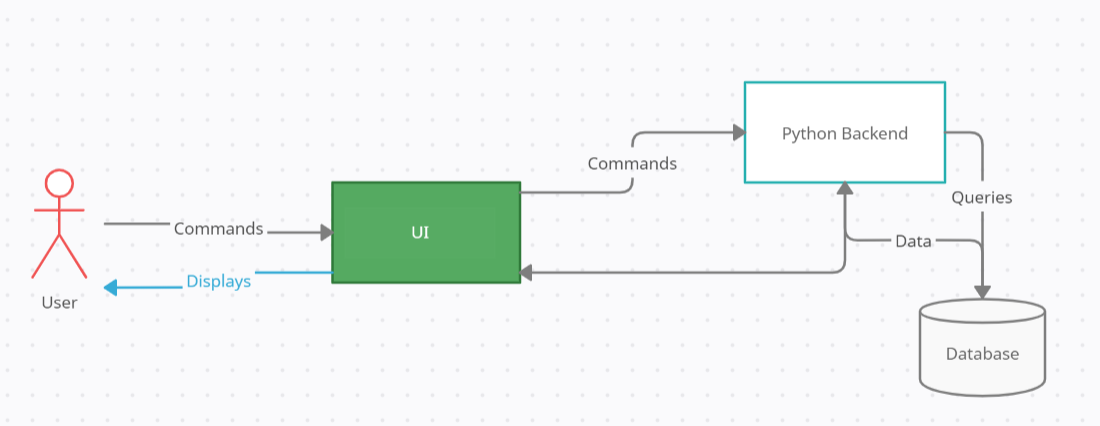 Python Backend
Commands
Queries
Commands
UI
Data
Displays
User
Database